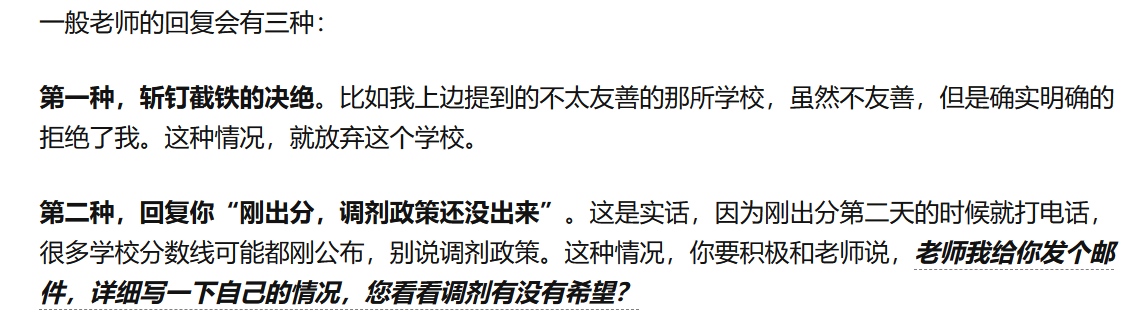 一般老师的回复会有三种：
第一种，斩钉截铁的决绝。比如我上边提到的不太友善的那所学校，虽然不友善，但是确实明确的
拒绝了我。这种情况，就放弃这个学校。
第二种，回复你“刚出分，调剂政策还没出来”。这是实话，因为刚出分第二天的时候就打电话，
很多学校分数线可能都刚公布，别说调剂政策。这种情况，你要积极和老师说，老师我给你发个邮
件，详细写一下自己的情况，您看看调剂有没有希望？